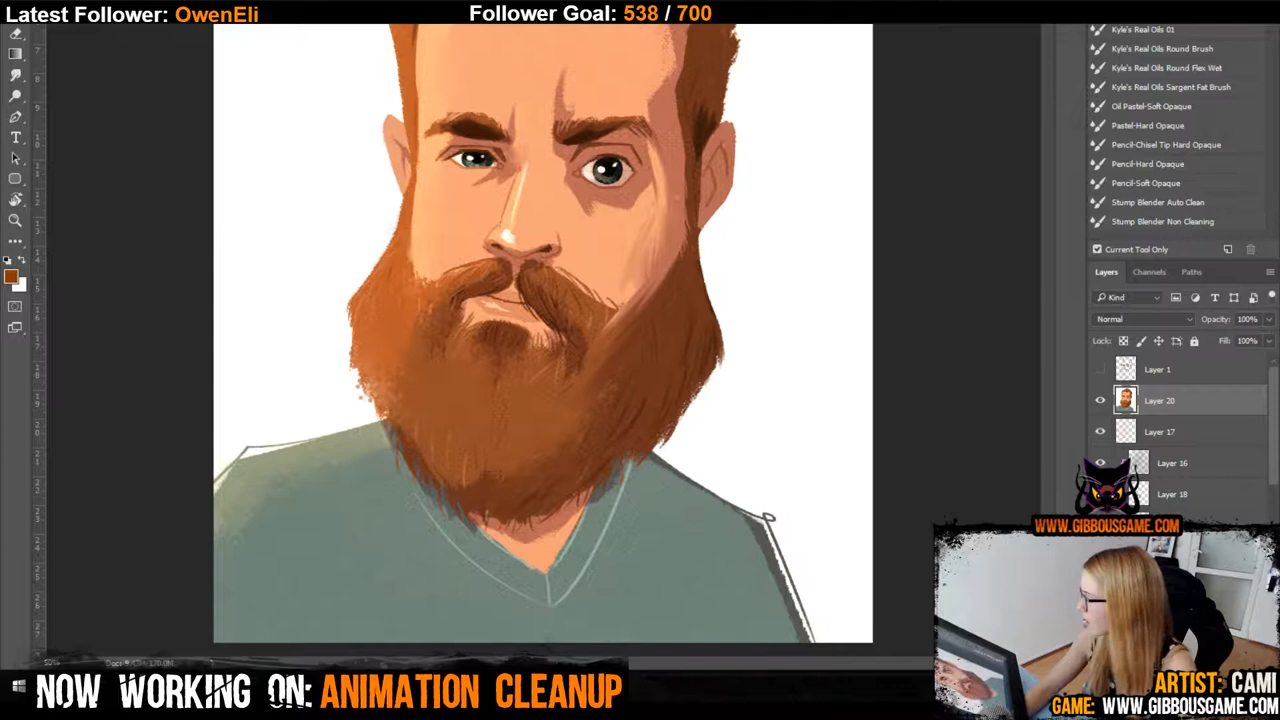 Latest Follower: OwenEli
Follower Goal: 538 / 700
Kyle's Real Oils 01
Kyle's Real Oils Round Brush
Kyle's Real Oils Round Flex Wet
Kyle's Real Oils Sargent Fat Brush
Oil Pastel-Soft Opaque
Pastel-Hard Opaque
Pencil-Chisel Tip Hard Opaque
Pencil-Hard Opaque
Pencil-Soft Opaque
Stump Blender Auto Clean
Stump Blender Non Cleaning
Current Tool Only
Layers Channels Paths
Kind
Normal Opacity: 100%
Lock: Fill: 100%
Layer 1
Layer 20
Layer 17
Layer 16
Layer 18
WWW.GIBBOUSGAME.COM
50%
NOW WORKING ON: ANIMATION CLEANUP
ARTIST: CAMI
GAME: WWW.GIBBOUSGAME.COM